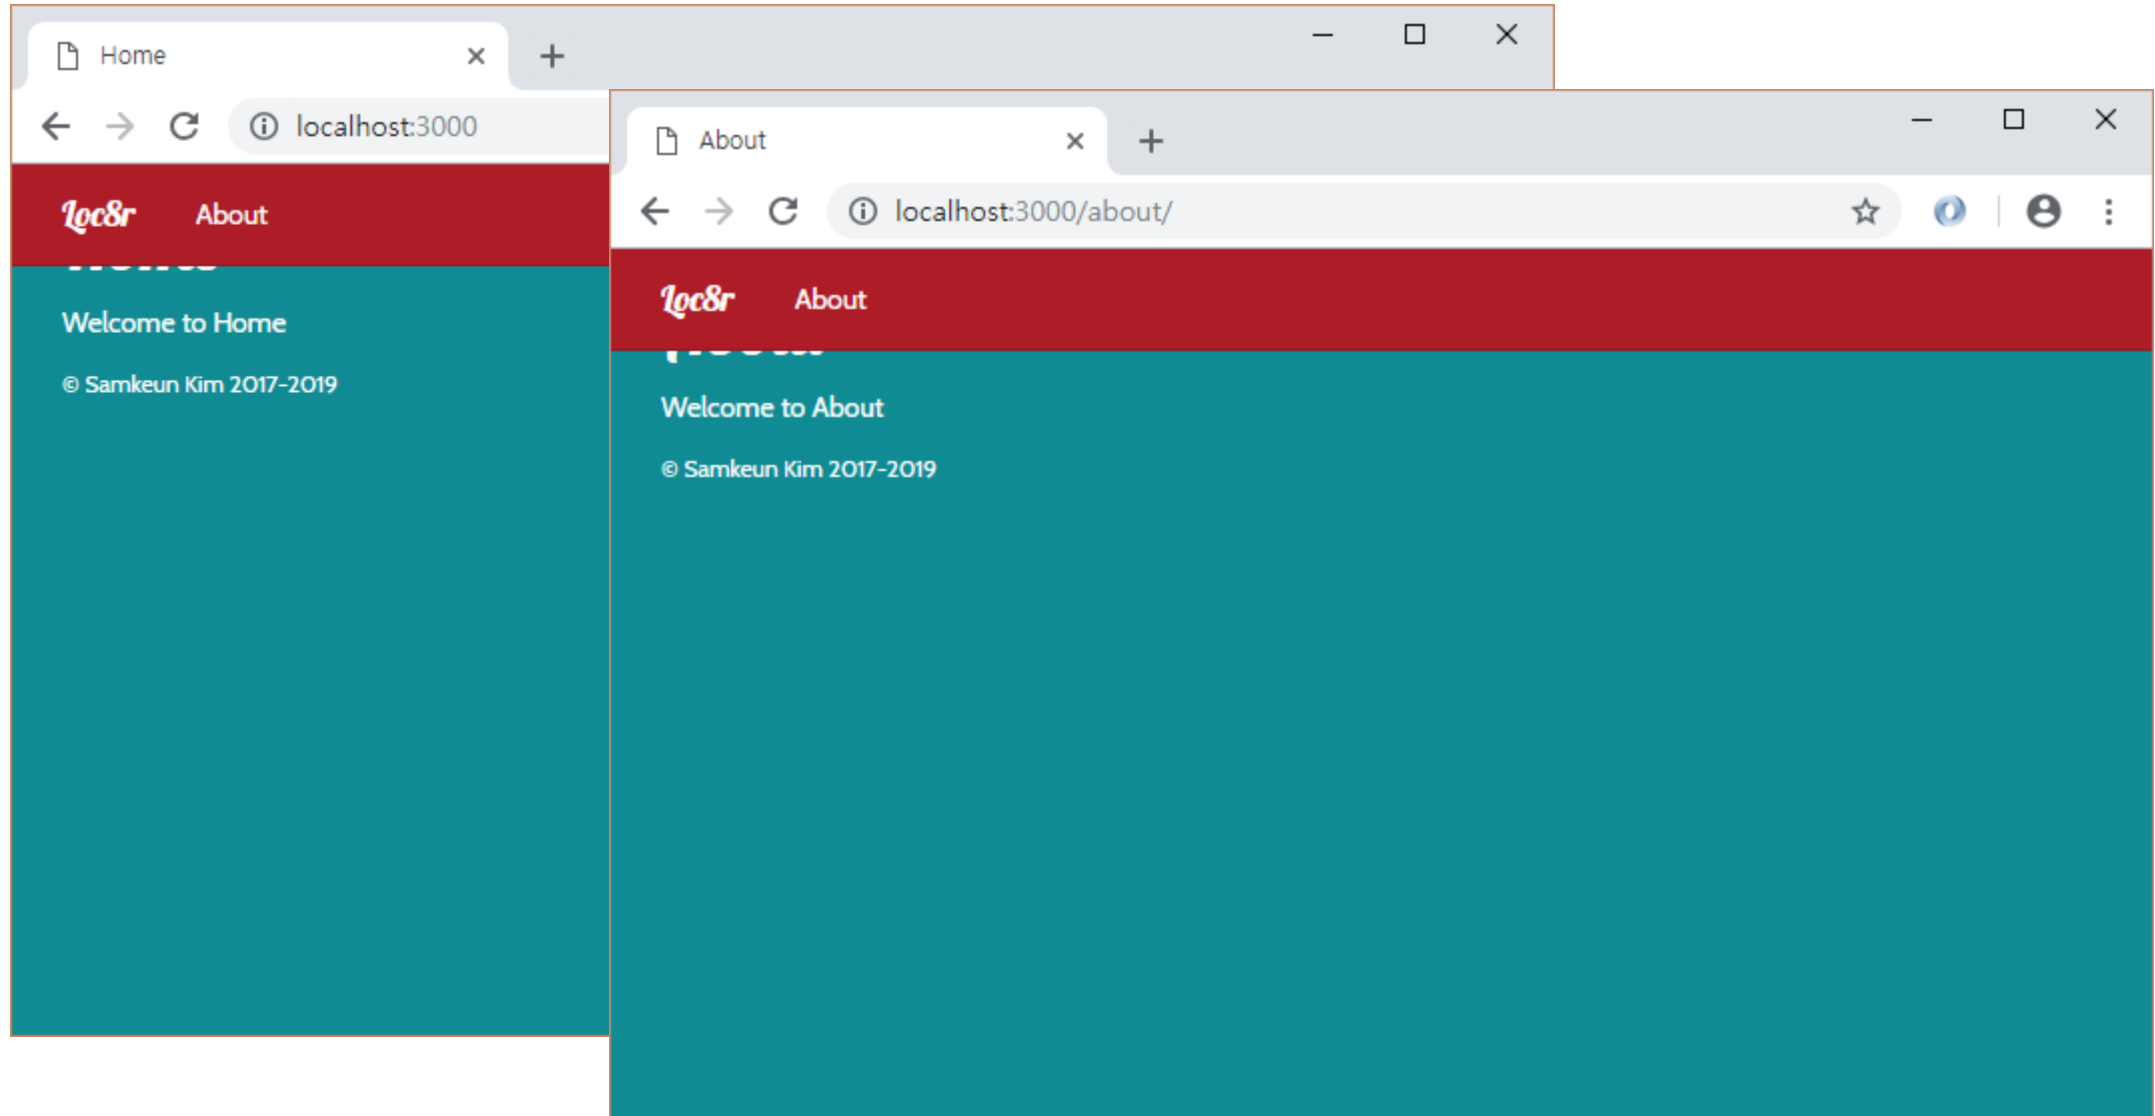 Home
localhost:3000
Loc8r About
Welcome to Home
© Samkeun Kim 2017-2019
About
localhost:3000/about/
Loc8r About
Welcome to About
© Samkeun Kim 2017-2019